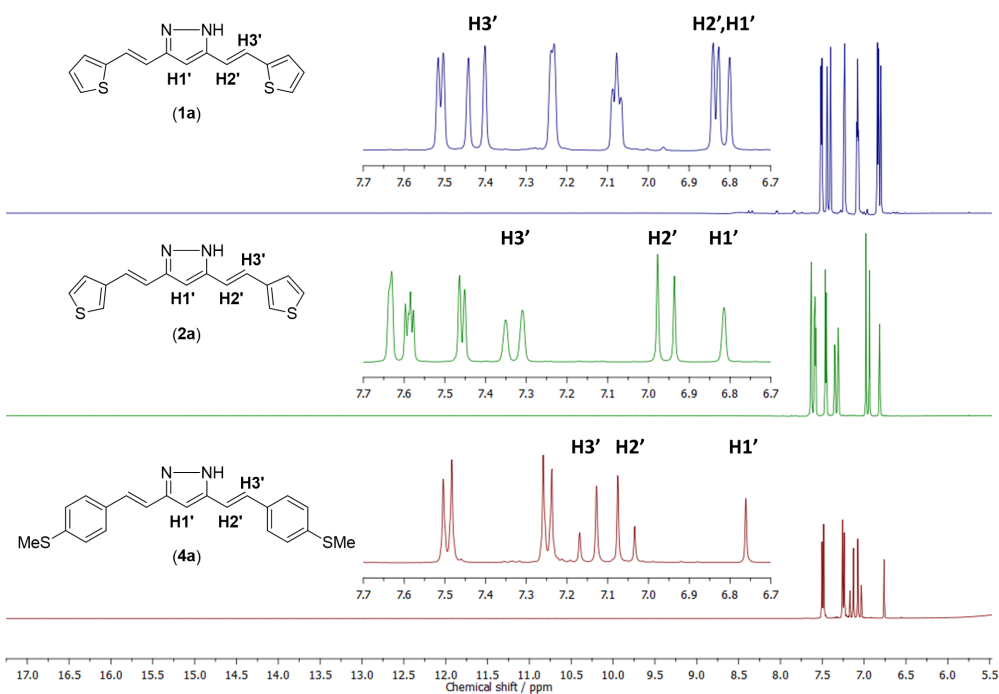 H3' H2',H1'
N NH
H3'
H1' H2'
S S
(1a)
7.7 7.6 7.5 7.4 7.3 7.2 7.1 7.0 6.9 6.8 6.7
H3' H2' H1'
N NH
H3'
H1' H2'
S S
(2a)
7.7 7.6 7.5 7.4 7.3 7.2 7.1 7.0 6.9 6.8 6.7
H3' H2' H1'
N NH
H3'
H1' H2'
MeS SMe
(4a)
7.7 7.6 7.5 7.4 7.3 7.2 7.1 7.0 6.9 6.8 6.7
17.0 16.5 16.0 15.5 15.0 14.5 14.0 13.5 13.0 12.5 12.0 11.5 11.0 10.5 10.0 9.5 9.0 8.5 8.0 7.5 7.0 6.5 6.0 5.5
Chemical shift / ppm